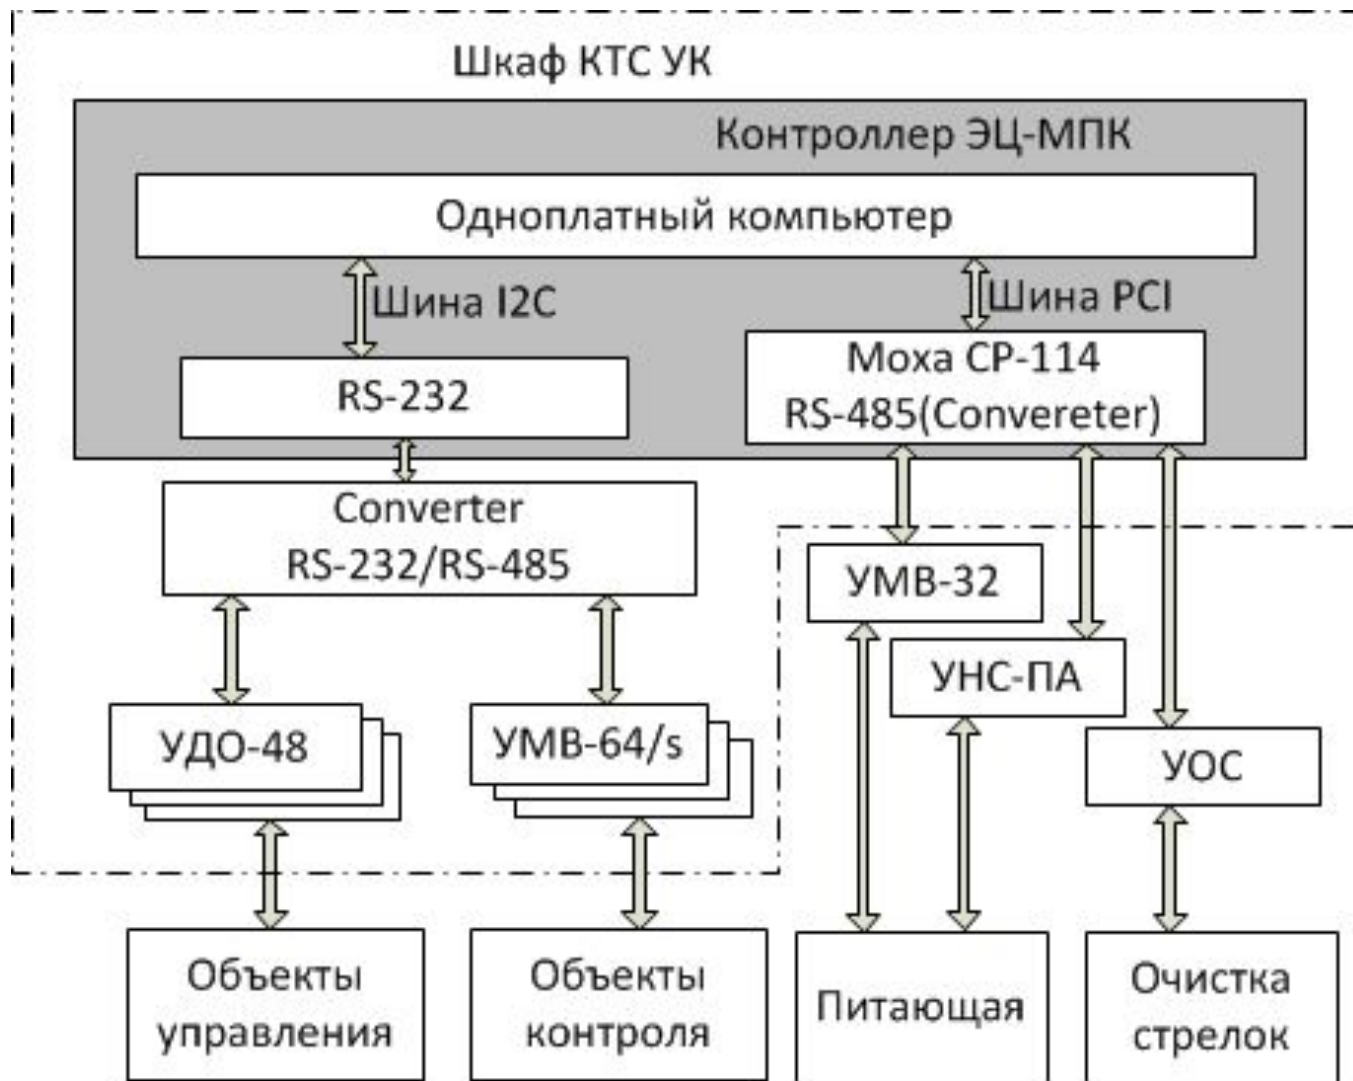 Шкаф КТС УК
Контроллер ЭЦ-МПК
Одноплатный компьютер
Шина I2C
Шина PCI
RS-232
Моха CP-114
RS-485(Convereter)
Converter
RS-232/RS-485
УМВ-32
УНС-ПА
УДО-48
УМВ-64/s
УОС
Объекты
управления
Объекты
контроля
Питающая
Очистка
стрелок